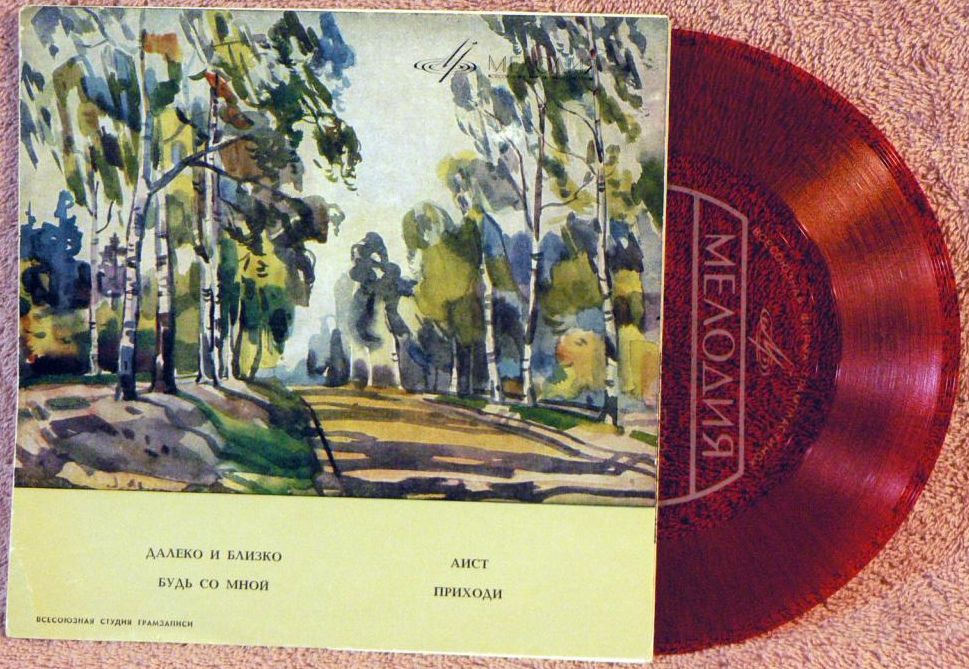 МЕЛОДИЯ
ДАЛЕКО И БЛИЗКО
БУДЬ СО МНОЙ
АИСТ
ПРИХОДИ
ВСЕСОЮЗНАЯ СТУДИЯ ГРАМЗАПИСИ
МЕЛОДИЯ